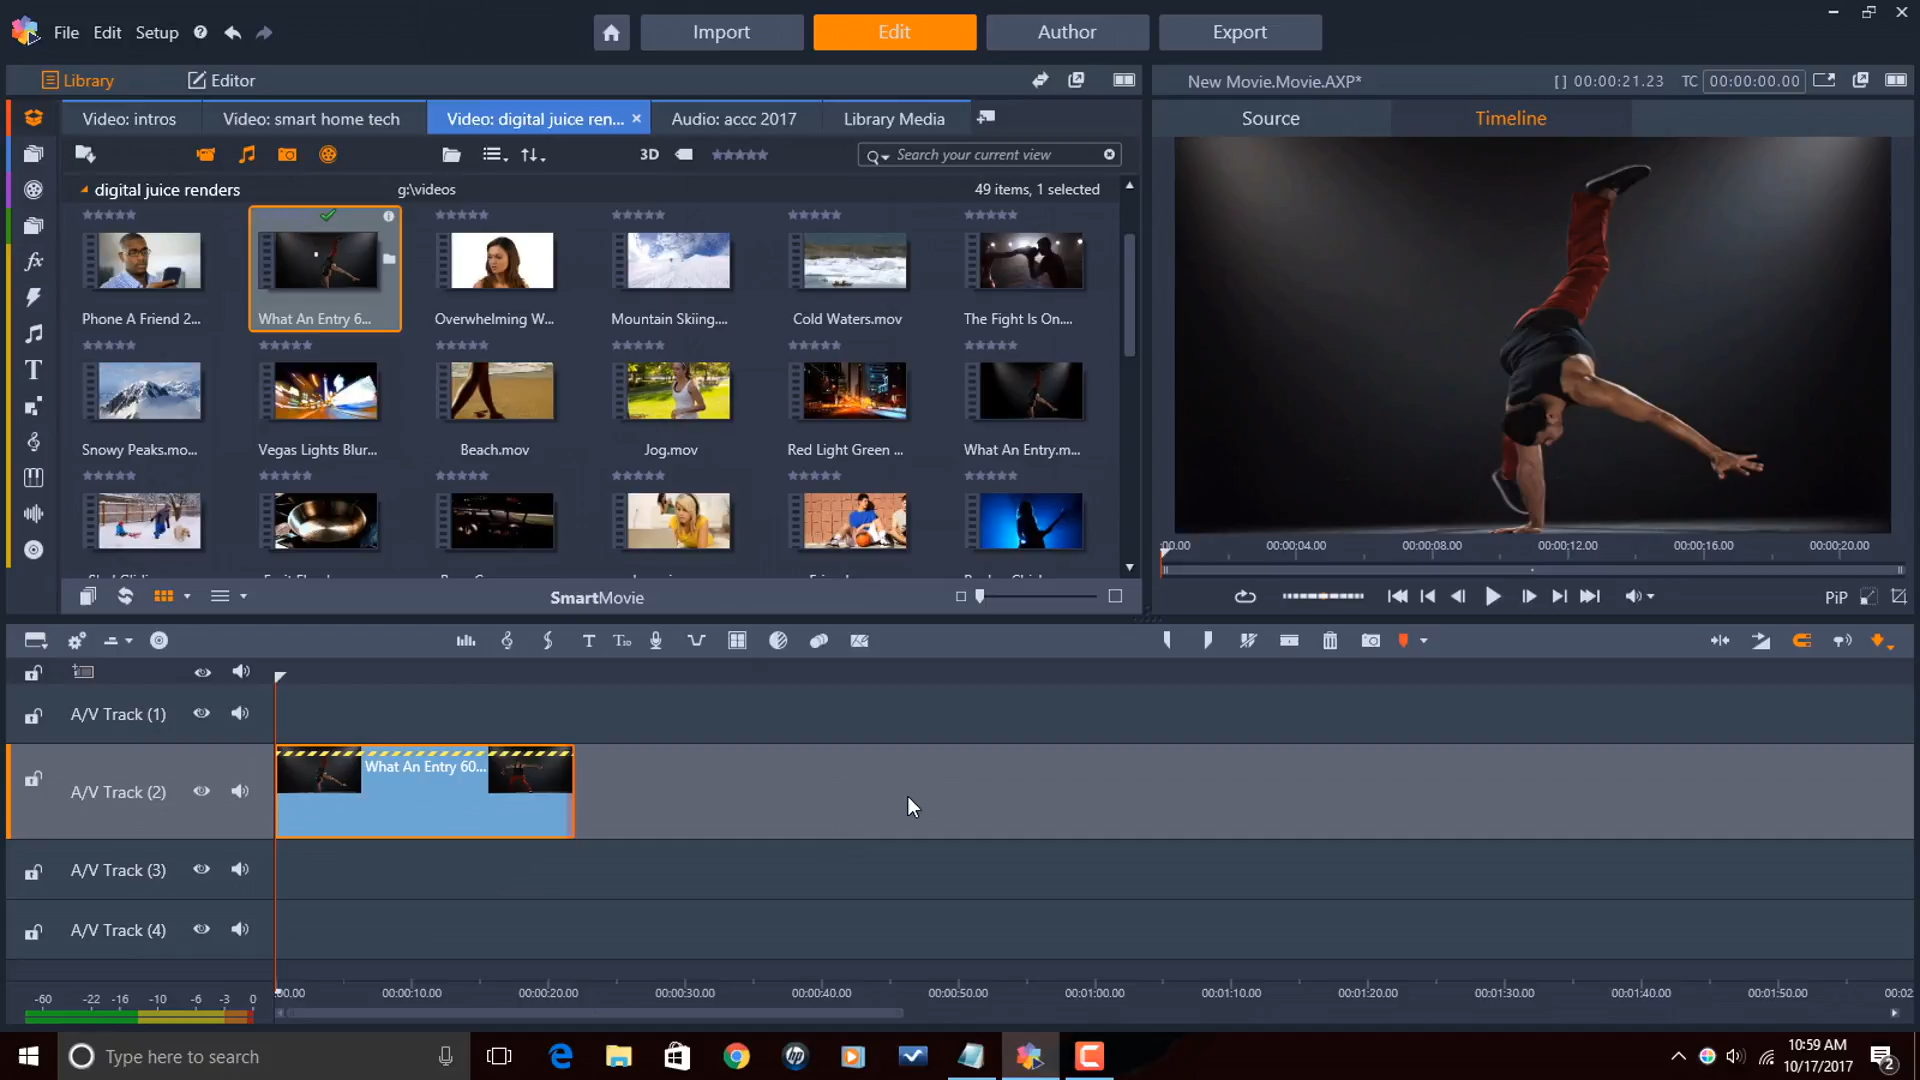 File Edit Setup ? Import Edit Author Export
Library Editor New Movie.Movie.AXP* [ ] 00:00:21.23 TC 00:00:00.00
Video: intros Video: smart home tech Video: digital juice ren... × Audio: accc 2017 Library Media Source Timeline
3D Search your current view
digital juice renders g:\videos 49 items, 1 selected
Phone A Friend 2... What An Entry 6... Overwhelming W... Mountain Skiing.... Cold Waters.mov The Fight Is On....
Snowy Peaks.mo... Vegas Lights Blur... Beach.mov Jog.mov Red Light Green ... What An Entry.m...
:00.00 00:00:04.00 00:00:08.00 00:00:12.00 00:00:16.00 00:00:20.00
SmartMovie PiP
A/V Track (1)
What An Entry 60...
A/V Track (2)
A/V Track (3)
A/V Track (4)
:00.00 00:00:10.00 00:00:20.00 00:00:30.00 00:00:40.00 00:00:50.00 00:01:00.00 00:01:10.00 00:01:20.00 00:01:30.00 00:01:40.00 00:01:50.00 00:02
-60 -22 -16 -10 -6 -3 0
Type here to search
10:59 AM
10/17/2017
2